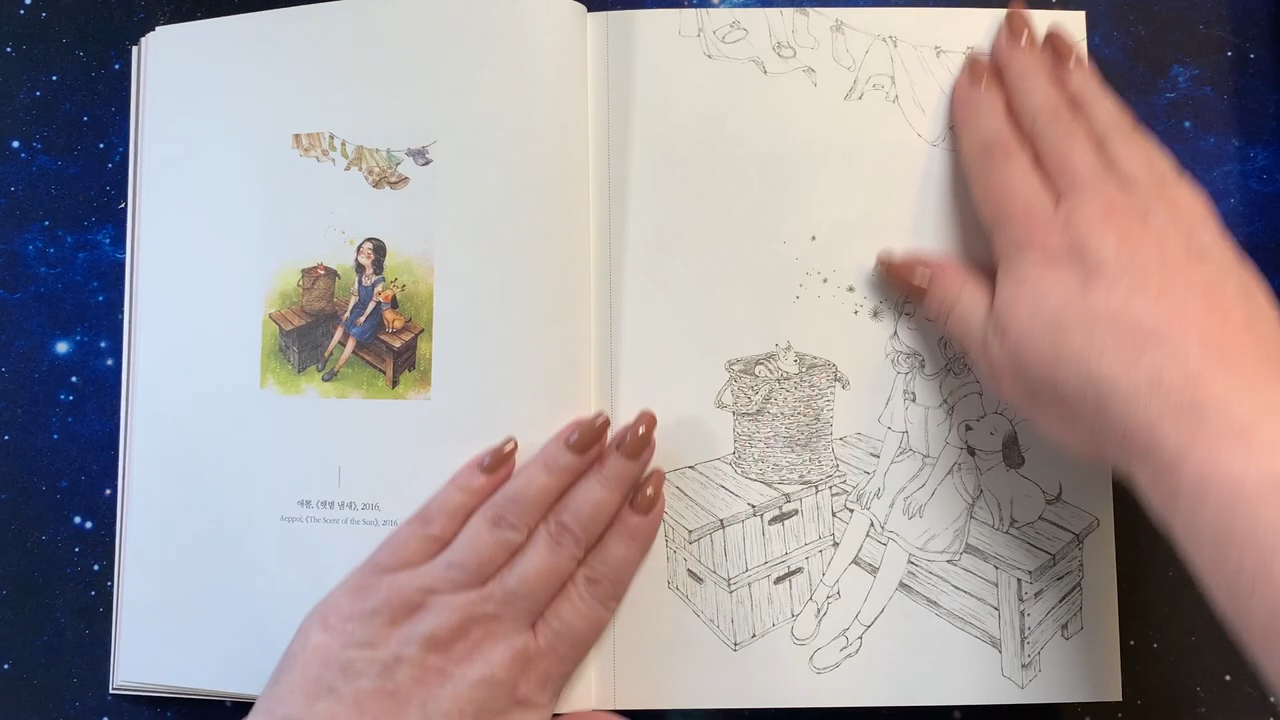 애뽈, 《햇볕 냄새》, 2016.
Aeppol, 《The Scent of the Sun》, 2016.